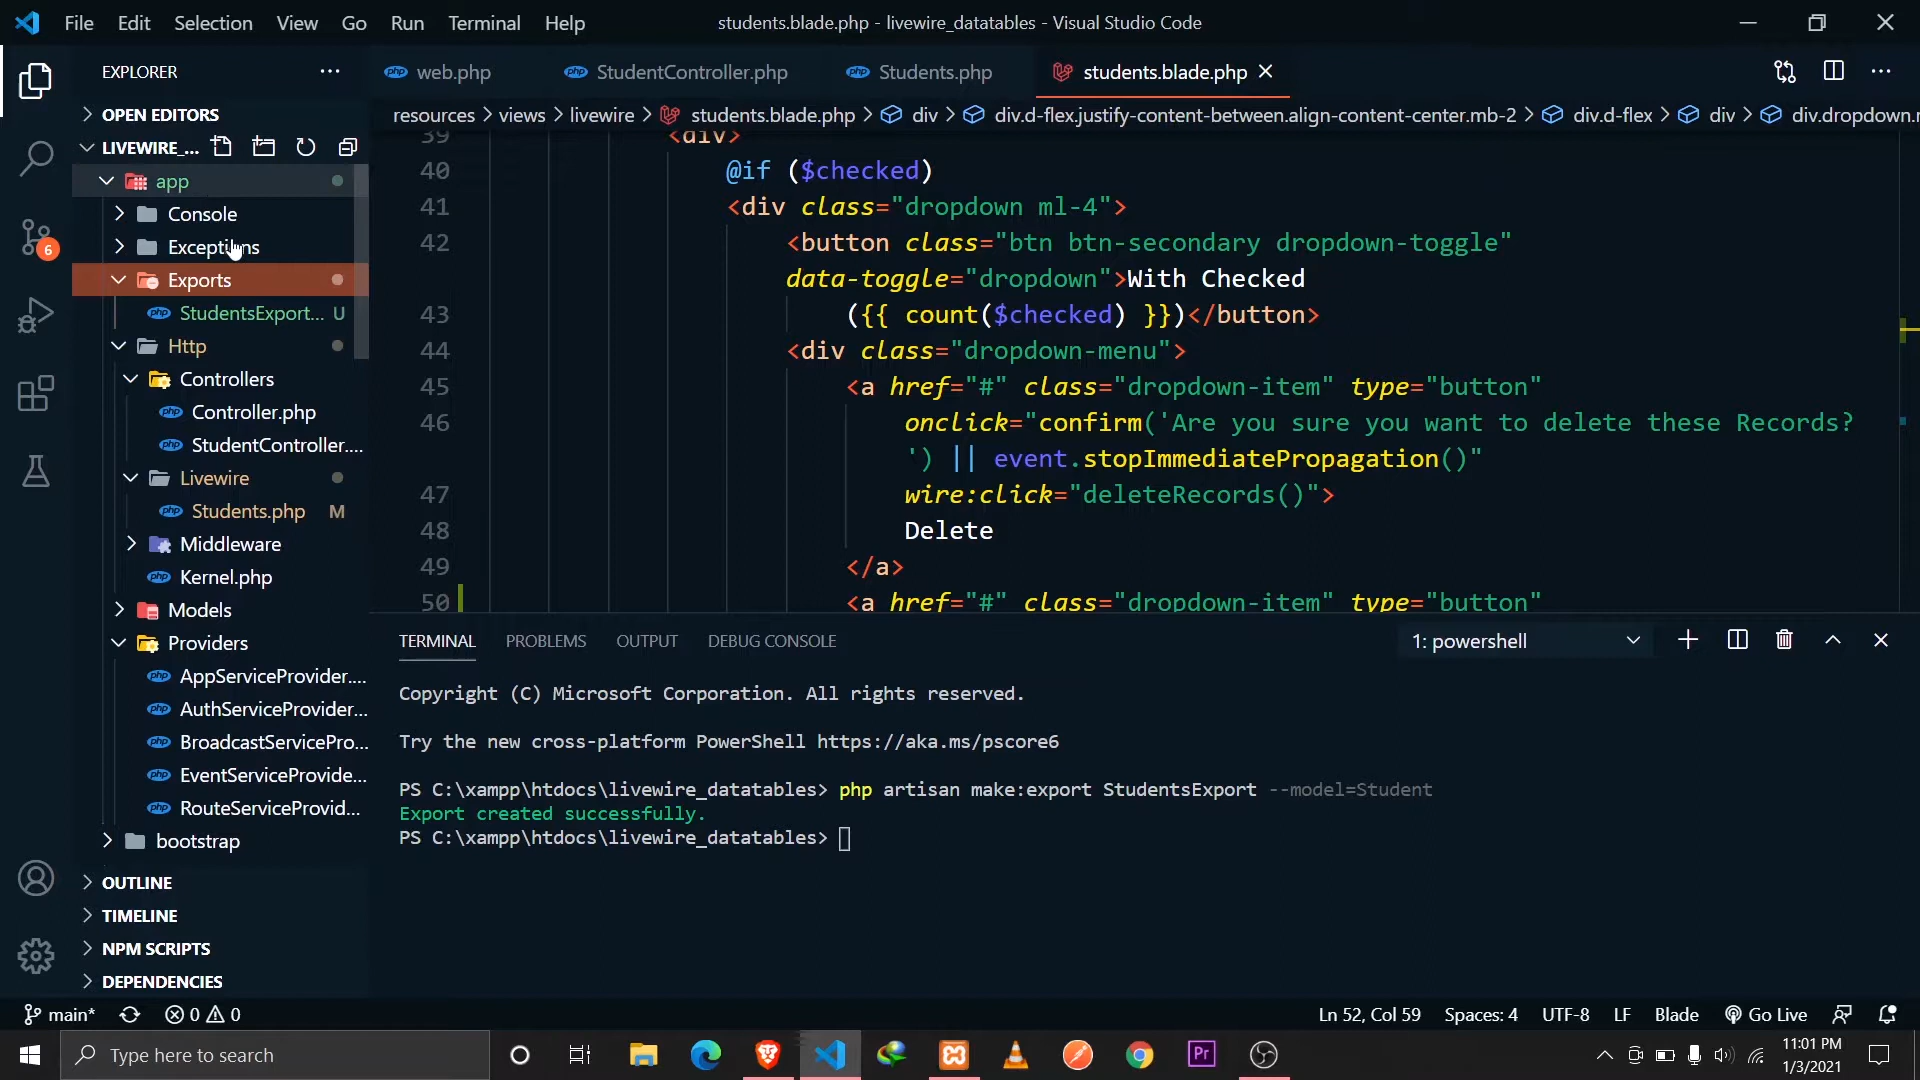 File Edit Selection View Go Run Terminal Help
students.blade.php - livewire_datatables - Visual Studio Code
EXPLORER
web.php
StudentController.php
Students.php
students.blade.php
OPEN EDITORS
resources > views > livewire > students.blade.php > div > div.d-flex.justify-content-between.align-content-center.mb-2 > div.d-flex > div > div.dropdown.
LIVEWIRE_...
app
Console
Exceptions
Exports
StudentsExport... U
Http
Controllers
Controller.php
StudentController....
Livewire
Students.php M
Middleware
Kernel.php
Models
Providers
AppServiceProvider....
AuthServiceProvider...
BroadcastServicePro...
EventServiceProvide...
RouteServiceProvid...
bootstrap
OUTLINE
TIMELINE
NPM SCRIPTS
DEPENDENCIES
6
39 <div>
40 @if ($checked)
41 <div class="dropdown ml-4">
42 <button class="btn btn-secondary dropdown-toggle"
data-toggle="dropdown">With Checked
43 ({{ count($checked) }})</button>
44 <div class="dropdown-menu">
45 <a href="#" class="dropdown-item" type="button"
46 onclick="confirm('Are you sure you want to delete these Records?
') || event.stopImmediatePropagation()"
47 wire:click="deleteRecords()">
48 Delete
49 </a>
50 <a href="#" class="dropdown-item" type="button"
TERMINAL PROBLEMS OUTPUT DEBUG CONSOLE
1: powershell
Copyright (C) Microsoft Corporation. All rights reserved.
Try the new cross-platform PowerShell https://aka.ms/pscore6
PS C:\xampp\htdocs\livewire_datatables> php artisan make:export StudentsExport --model=Student
Export created successfully.
PS C:\xampp\htdocs\livewire_datatables>
main* 0 0
Ln 52, Col 59 Spaces: 4 UTF-8 LF Blade Go Live
Type here to search
Pr
11:01 PM
1/3/2021